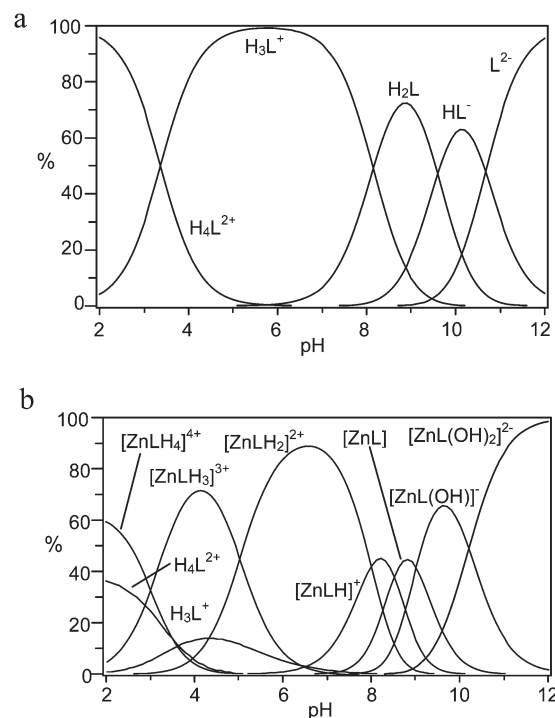 a
100
80
60
40
20
0
%
H₃L⁺
H₂L
HL⁻
L²⁻
H₄L²⁺
2 4 6 8 10 12
pH
b
100
80
60
40
20
0
%
[ZnLH₄]⁴⁺
[ZnLH₃]³⁺
[ZnLH₂]²⁺
[ZnL]
[ZnL(OH)₂]²⁻
[ZnL(OH)]⁻
H₄L²⁺
H₃L⁺
[ZnLH]⁺
2 4 6 8 10 12
pH